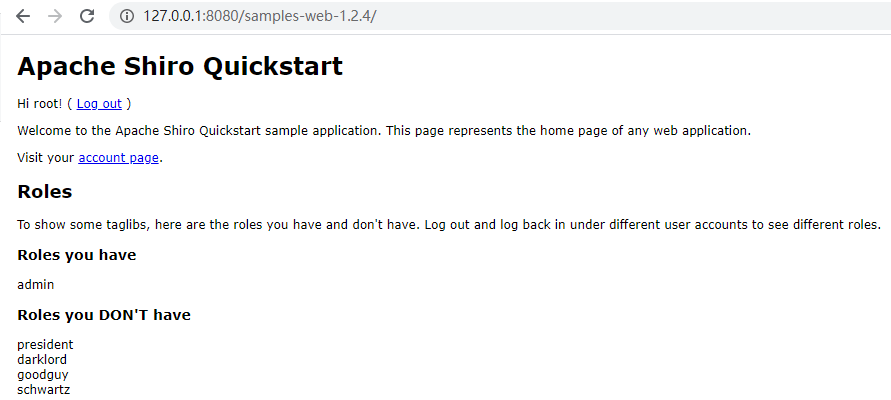 127.0.0.1:8080/samples-web-1.2.4/
Apache Shiro Quickstart
Hi root! ( Log out )
Welcome to the Apache Shiro Quickstart sample application. This page represents the home page of any web application.
Visit your account page.
Roles
To show some taglibs, here are the roles you have and don't have. Log out and log back in under different user accounts to see different roles.
Roles you have
admin
Roles you DON'T have
president
darklord
goodguy
schwartz